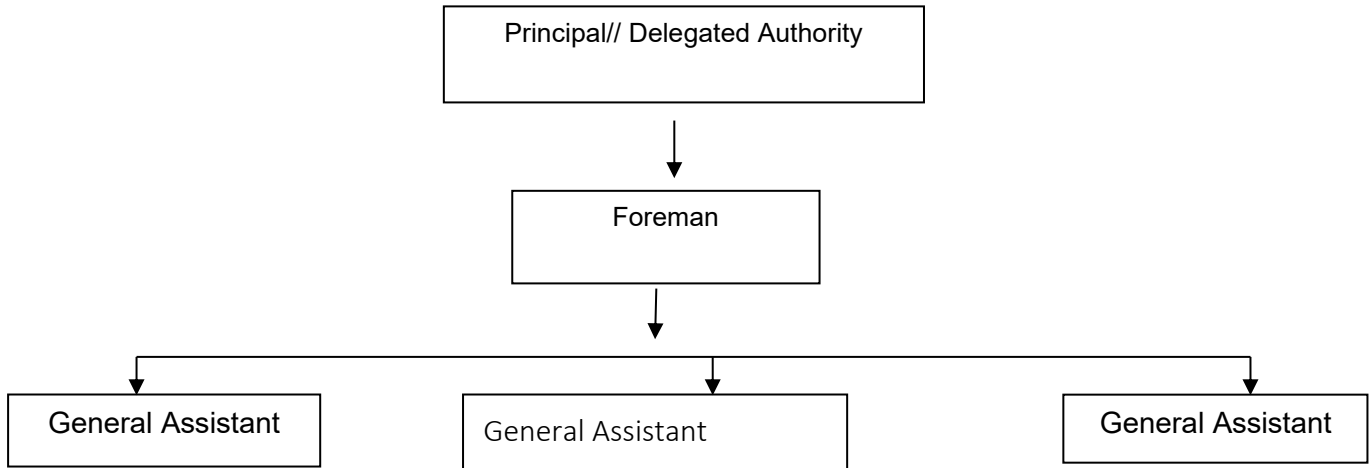 Principal// Delegated Authority
Foreman
General Assistant
General Assistant
General Assistant